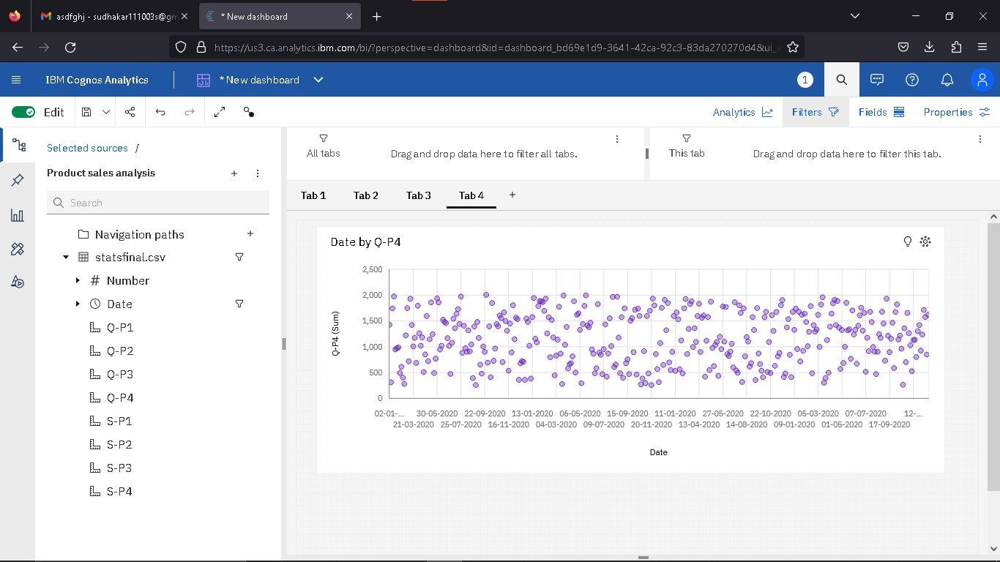 asdfghj - sudhakar111003s@gm
* New dashboard
https://us3.ca.analytics.ibm.com/bi/?perspective=dashboard&id=dashboard_bd69e1d9-3641-42ca-92c3-83da270270d4&ui_a
IBM Cognos Analytics
* New dashboard
1
Edit
Analytics
Filters
Fields
Properties
Selected sources /
Product sales analysis
Search
Navigation paths
statsfinal.csv
# Number
Date
Q-P1
Q-P2
Q-P3
Q-P4
S-P1
S-P2
S-P3
S-P4
All tabs
Drag and drop data here to filter all tabs.
This tab
Drag and drop data here to filter this tab.
Tab 1 Tab 2 Tab 3 Tab 4 +
Date by Q-P4
Q-P4 (Sum)
2,500
2,000
1,500
1,000
500
0
02-01-... 30-05-2020 22-09-2020 13-01-2020 06-05-2020 15-09-2020 11-01-2020 27-05-2020 22-10-2020 05-03-2020 07-07-2020 12-...
21-03-2020 25-07-2020 16-11-2020 04-03-2020 09-07-2020 20-11-2020 13-04-2020 14-08-2020 09-01-2020 01-05-2020 17-09-2020
Date